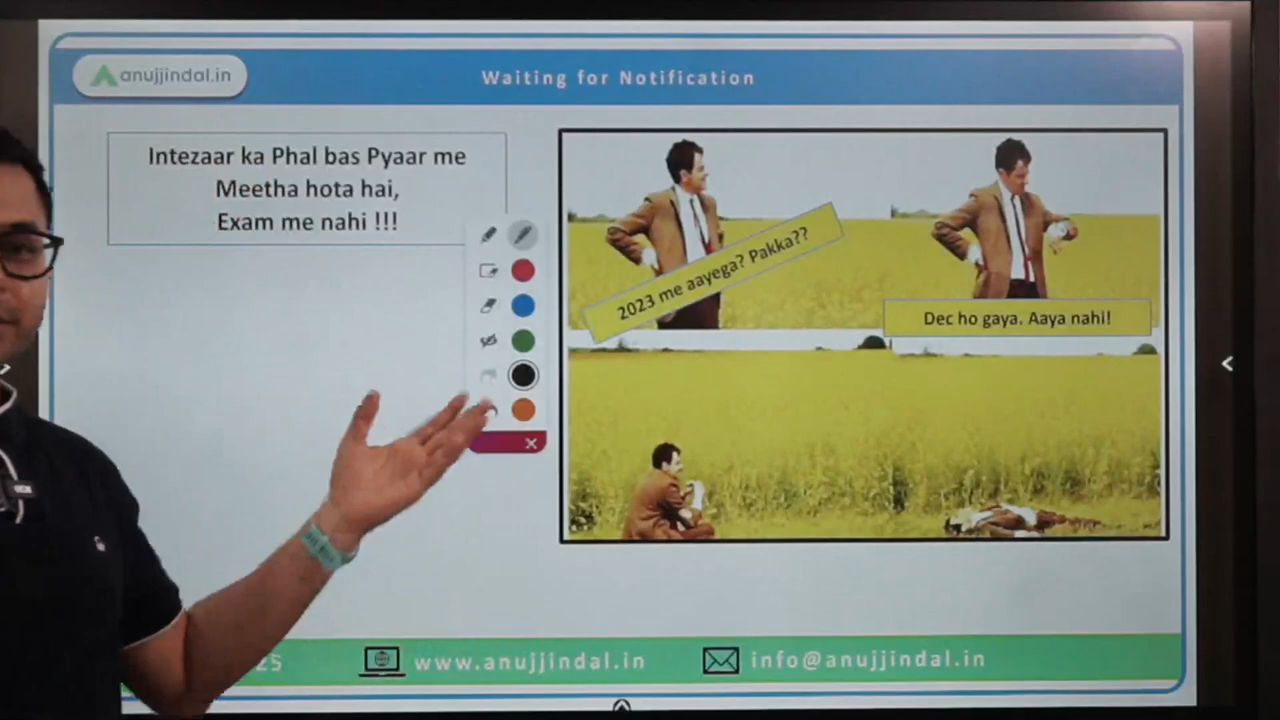 anujjindal.in
Waiting for Notification
Intezaar ka Phal bas Pyaar me
Meetha hota hai,
Exam me nahi !!!
2023 me aayega? Pakka??
Dec ho gaya. Aaya nahi!
25
www.anujjindal.in
info@anujjindal.in